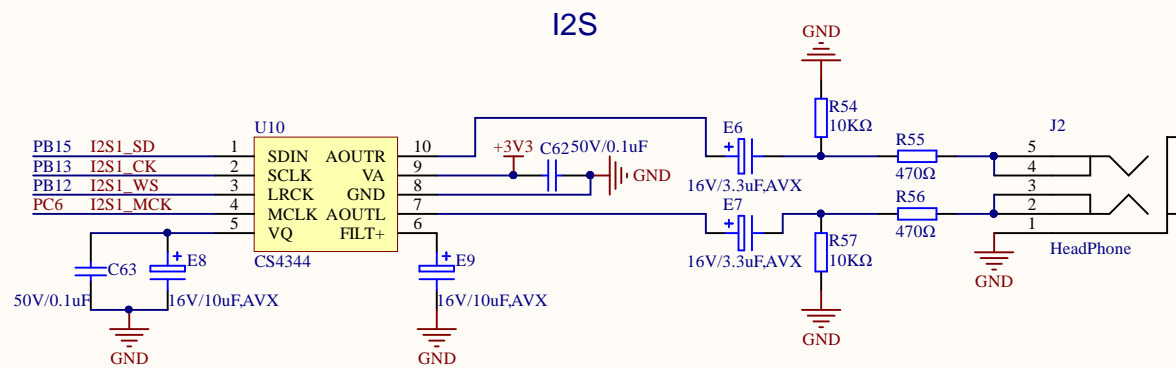 I2S
GND
R54
10KΩ
U10
E6
R55
J2
PB15 I2S1_SD 1 SDIN AOUTR 10
+3V3 C62 50V/0.1uF
470Ω
5
PB13 I2S1_CK 2 SCLK VA 9
GND
16V/3.3uF,AVX
4
PB12 I2S1_WS 3 LRCK GND 8
E7
R56
3
PC6 I2S1_MCK 4 MCLK AOUTL 7
470Ω
2
5 VQ FILT+ 6
R57
10KΩ
1
CS4344
16V/3.3uF,AVX
HeadPhone
C63
E8
E9
GND
50V/0.1uF
16V/10uF,AVX
16V/10uF,AVX
GND
GND
GND